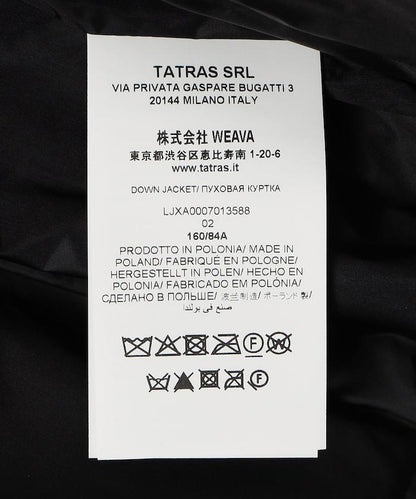 TATRAS SRL
VIA PRIVATA GASPARE BUGATTI 3
20144 MILANO ITALY
株式会社 WEAVA
東京都渋谷区恵比寿南 1-20-6
www.tatras.it
DOWN JACKET/ ПУХОВАЯ КУРТКА
LJXA0007013588
02
160/84A
PRODOTTO IN POLONIA/ MADE IN
POLAND/ FABRIQUÉ EN POLOGNE/
HERGESTELLT IN POLEN/ HECHO EN
POLONIA/ FABRICADO EM POLÓNIA/
СДЕЛАНО В ПОЛЬШЕ/ 波兰制造/ ポーランド製/
صنع في بولندا
F W
F